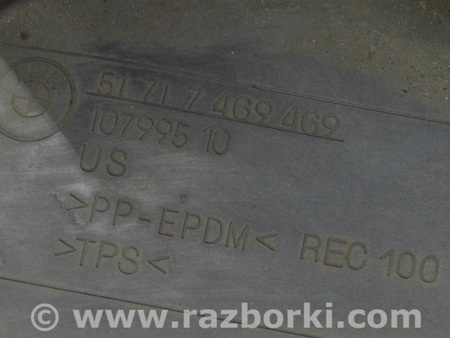 51 71 7 469 469
107995 10
US
>PP-EPDM< REC 100
>TPS<
© www.razborki.com